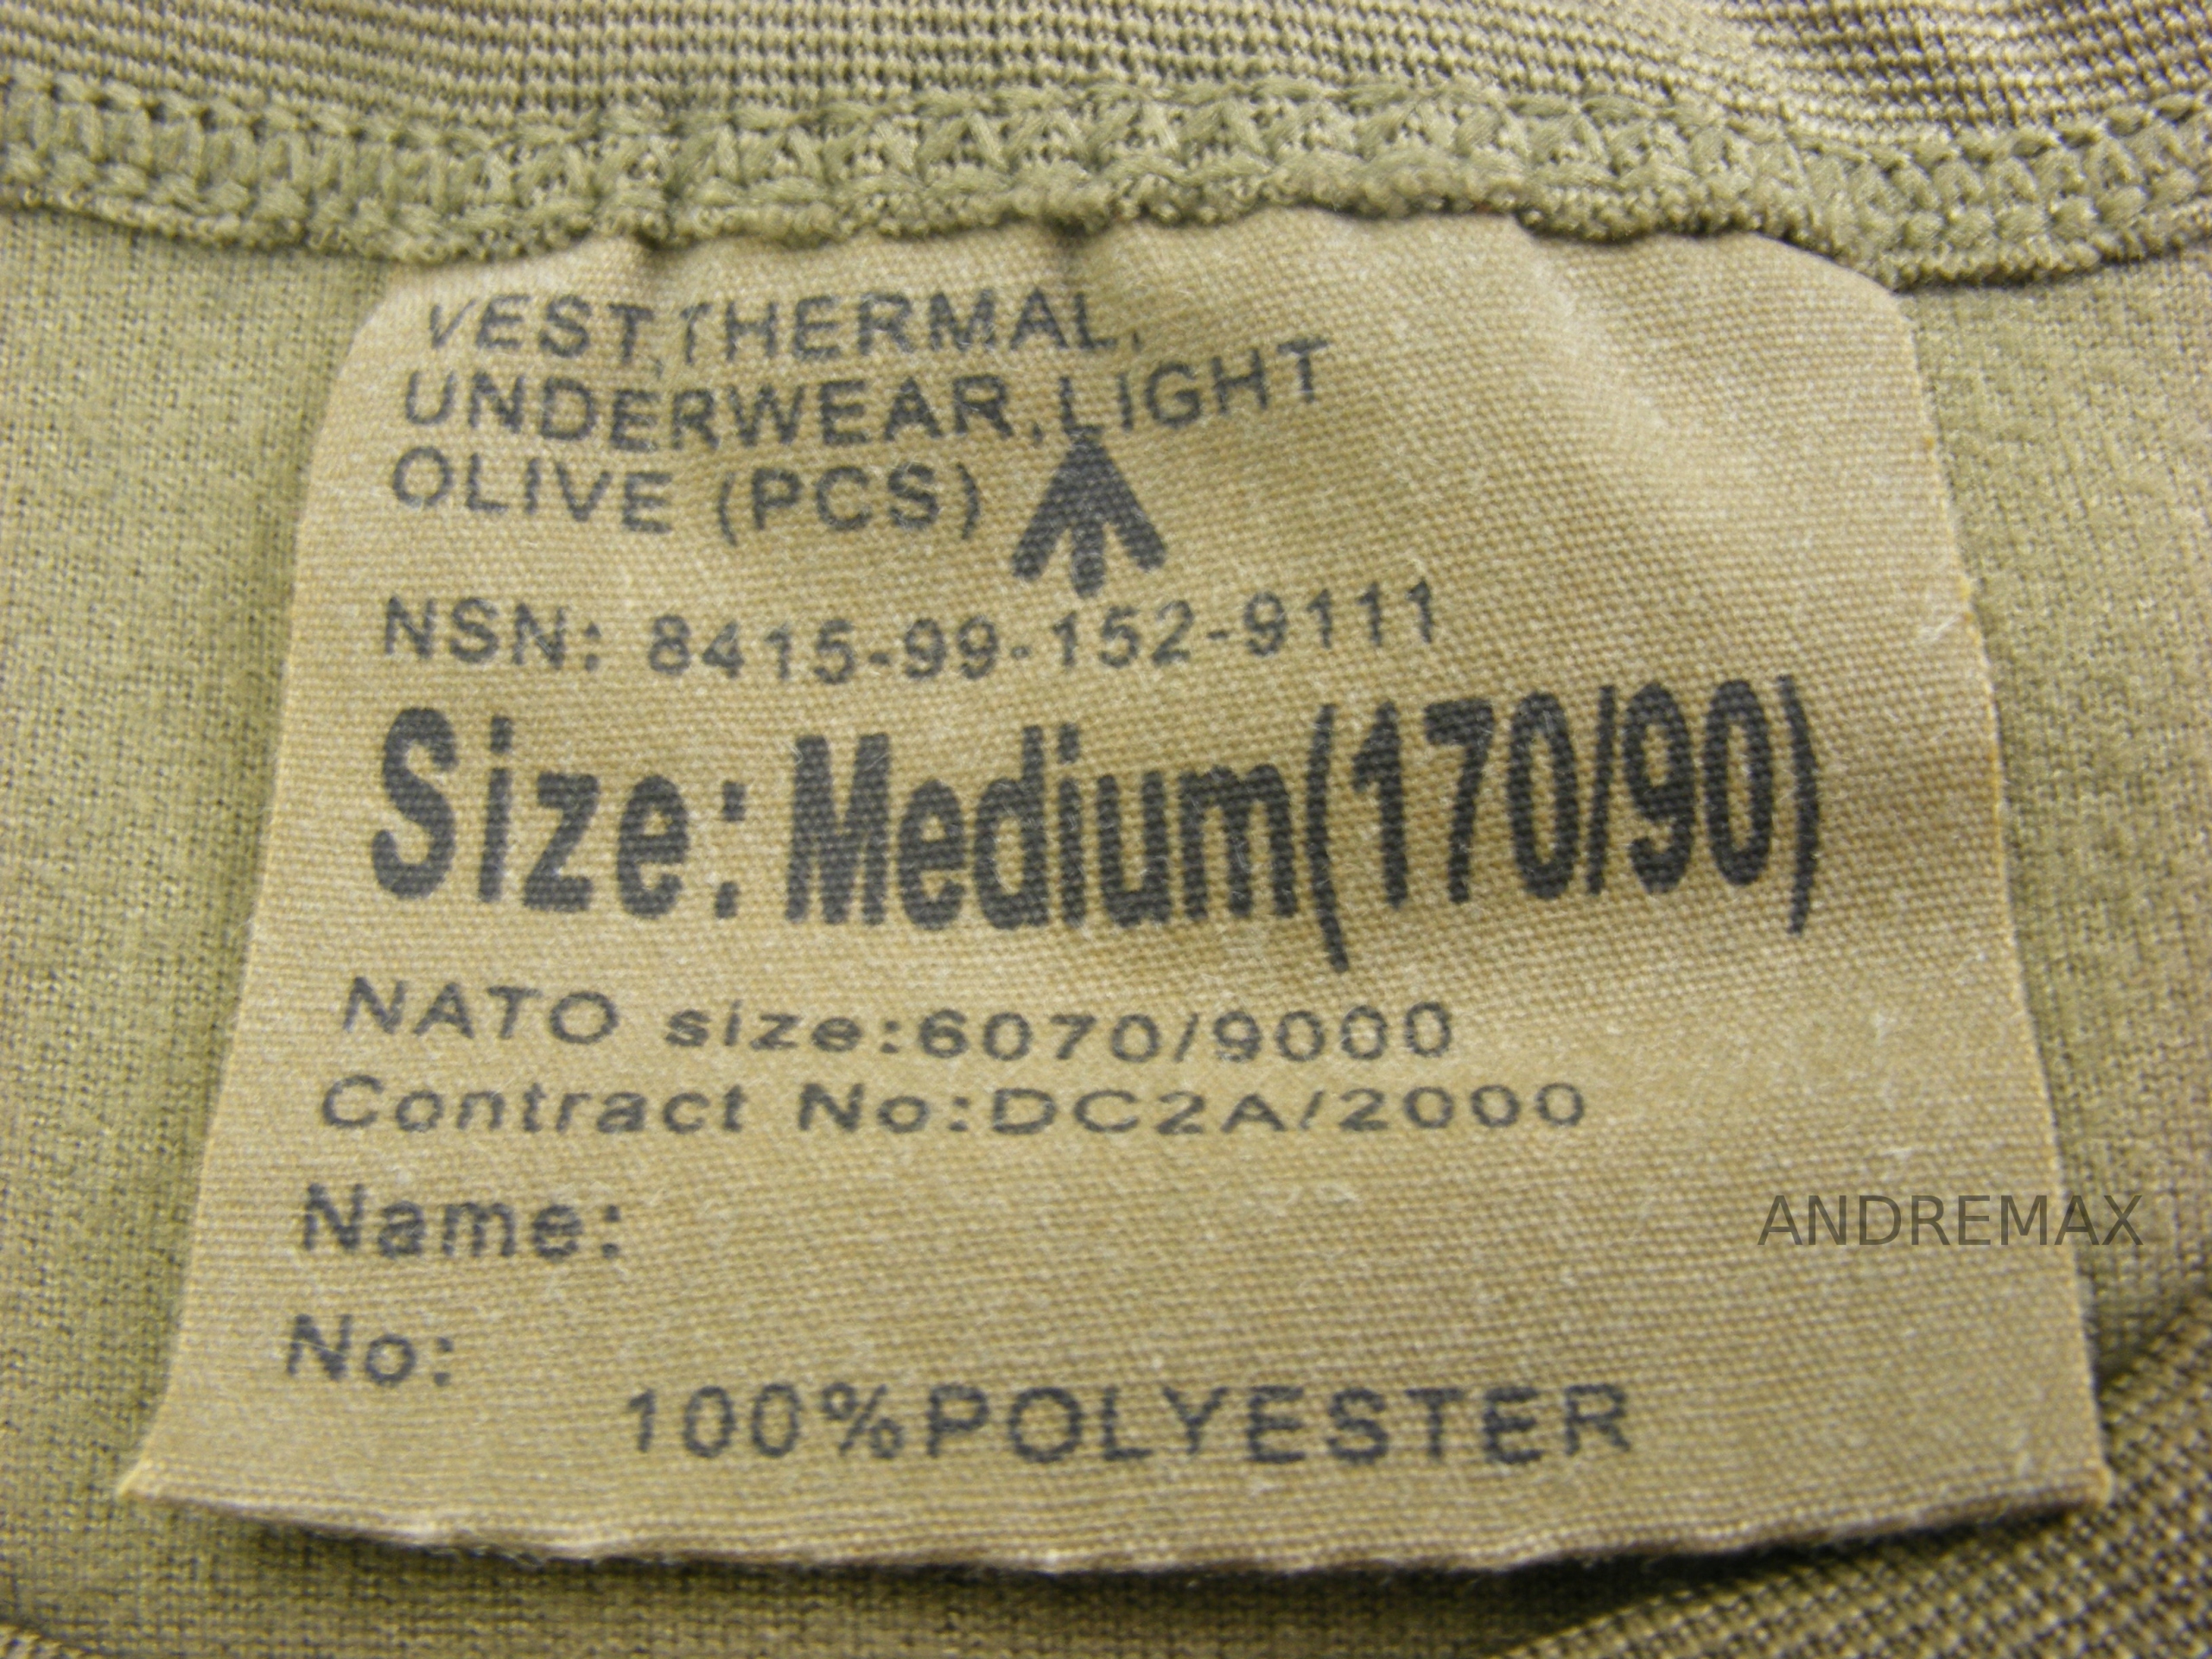 VEST,THERMAL,
UNDERWEAR,LIGHT
OLIVE (PCS)
NSN: 8415-99-152-9111
Size: Medium(170/90)
NATO size:6070/9000
Contract No:DC2A/2000
Name:
ANDREMAX
No:
100%POLYESTER